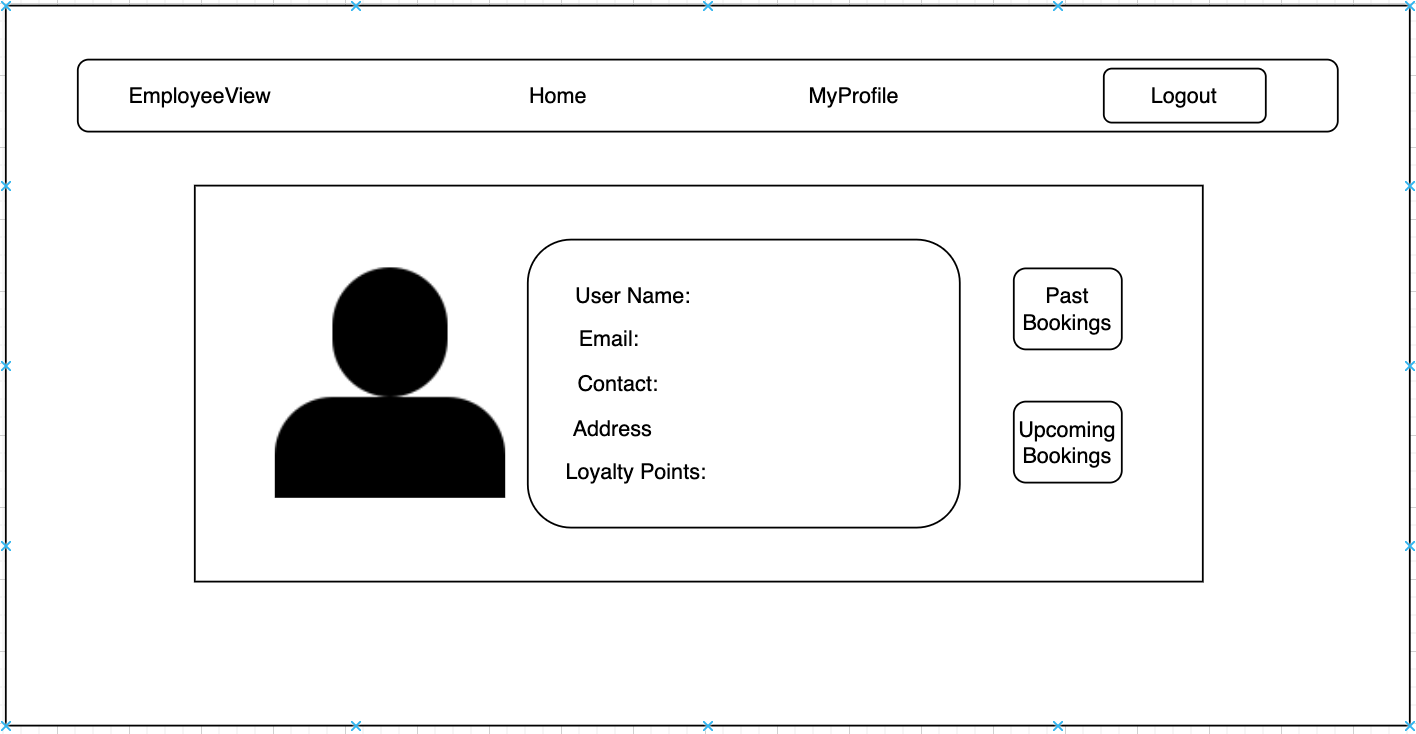 EmployeeView Home MyProfile Logout
User Name:
Email:
Contact:
Address
Loyalty Points:
Past
Bookings
Upcoming
Bookings